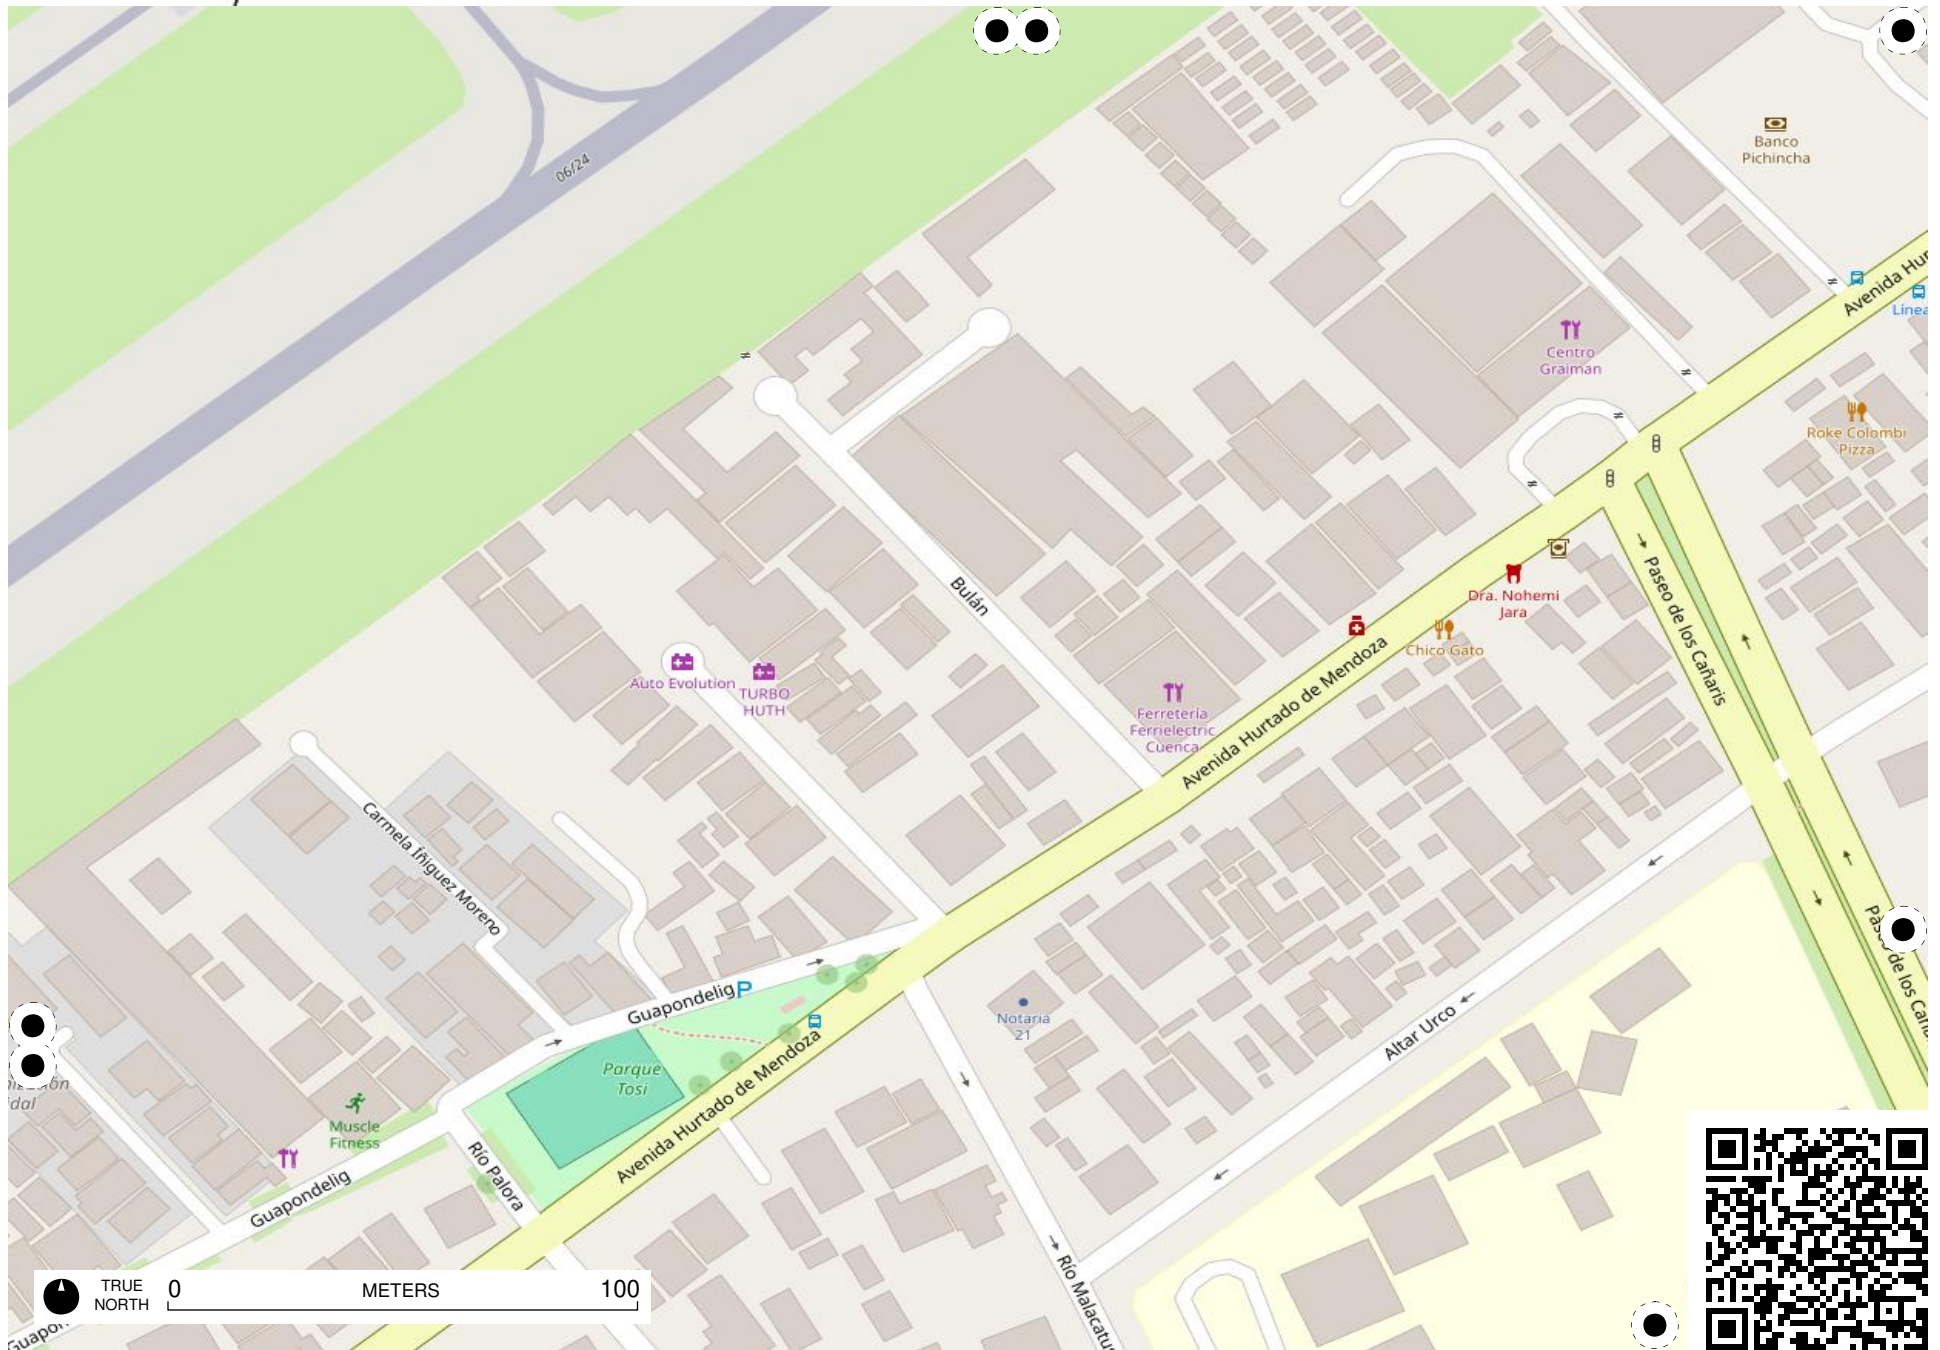 06/24
Banco
Pichincha
Avenida Hur
Línea
Centro
Graiman
Roke Colombi
Pizza
Bulán
Dra. Nohemi
Jara
Paseo de los Cañaris
Chico Gato
Avenida Hurtado de Mendoza
Auto Evolution
TURBO
HUTH
Ferretería
Ferrielectric
Cuenca
Carmela Íñiguez Moreno
Guapondelig
P
Notaria
21
Altar Urco
Parque
Tosi
Avenida Hurtado de Mendoza
Muscle
Fitness
Río Palora
Guapondelig
Río Malacatus
TRUE
NORTH
0
METERS
100